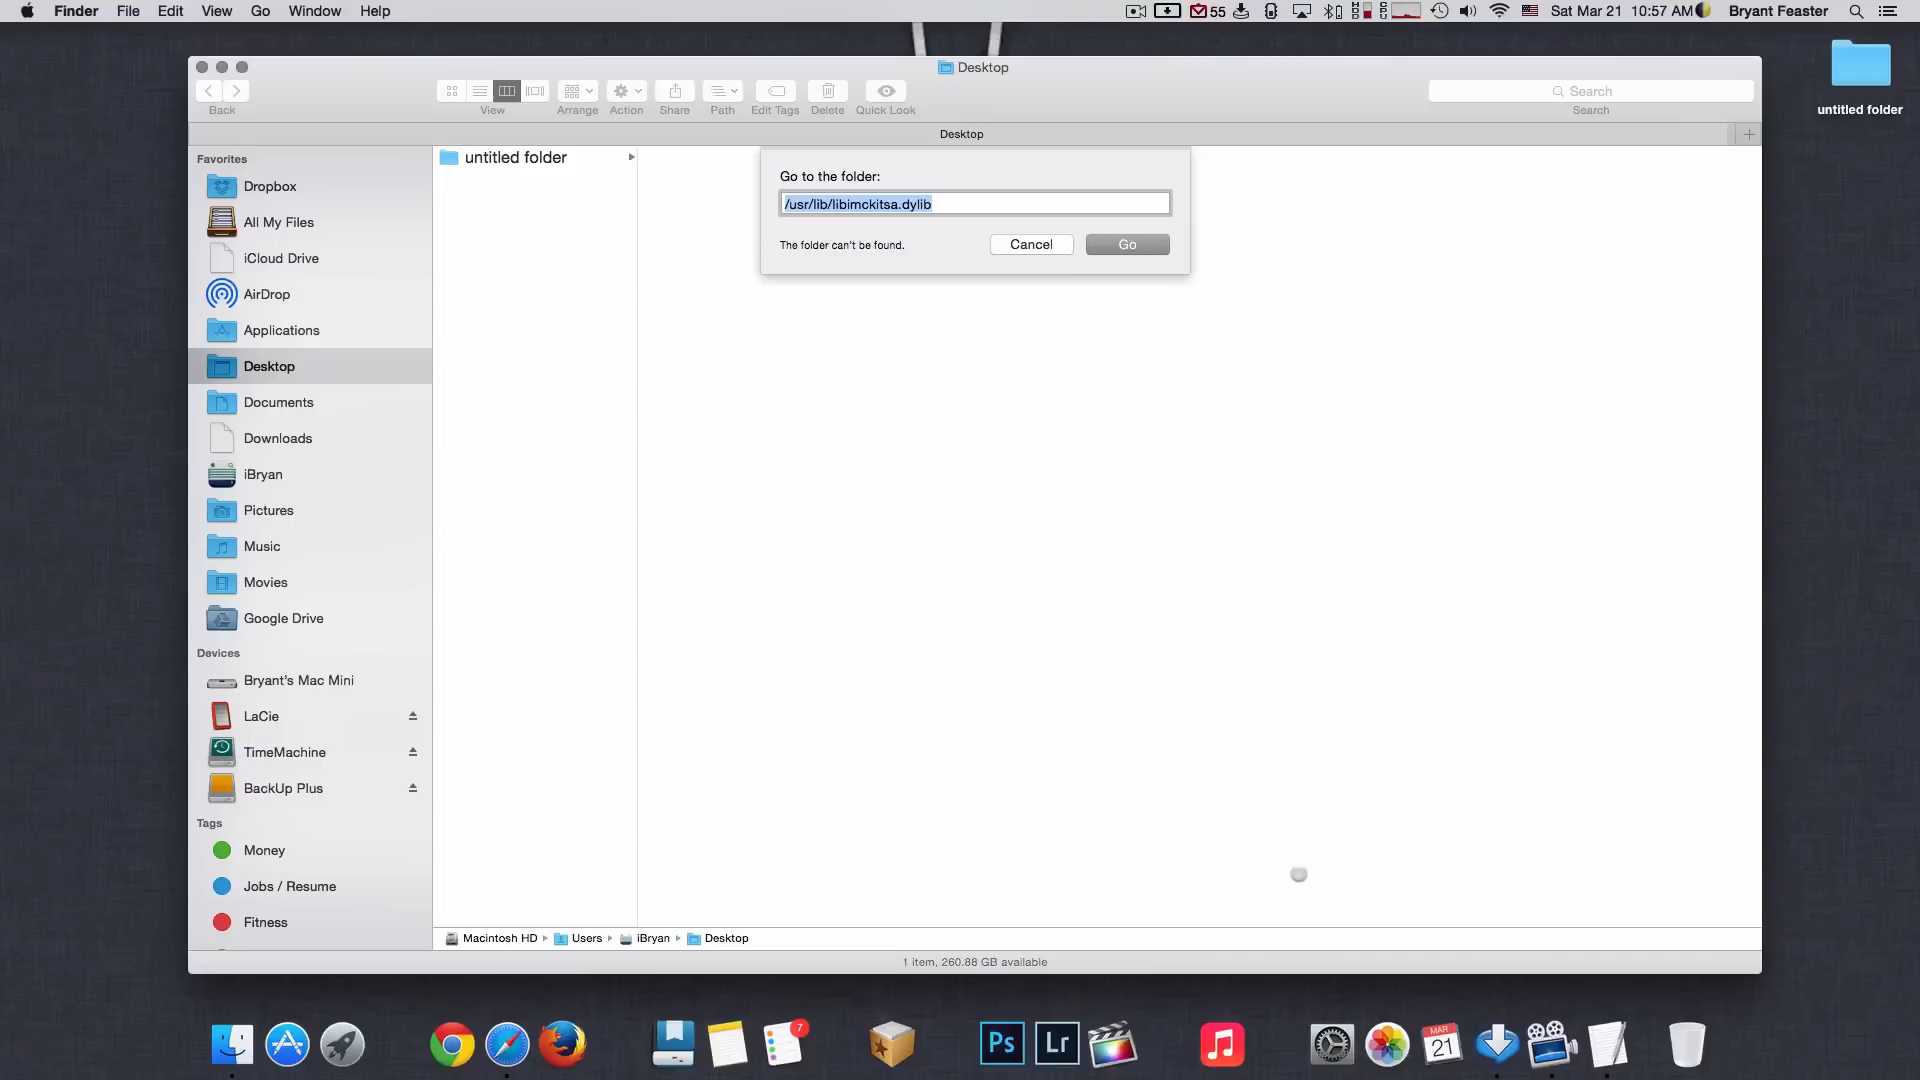 Finder File Edit View Go Window Help
55 Sat Mar 21 10:57 AM Bryant Feaster
Desktop
Search
Back View Arrange Action Share Path Edit Tags Delete Quick Look Search
Desktop
untitled folder
Favorites
Dropbox
All My Files
iCloud Drive
AirDrop
Applications
Desktop
Documents
Downloads
iBryan
Pictures
Music
Movies
Google Drive
Devices
Bryant's Mac Mini
LaCie
TimeMachine
BackUp Plus
Tags
Money
Jobs / Resume
Fitness
untitled folder
Go to the folder:
/usr/lib/libimckitsa.dylib
The folder can't be found.
Cancel
Go
Macintosh HD Users iBryan Desktop
1 item, 260.88 GB available
7
Ps
Lr
MAR
21